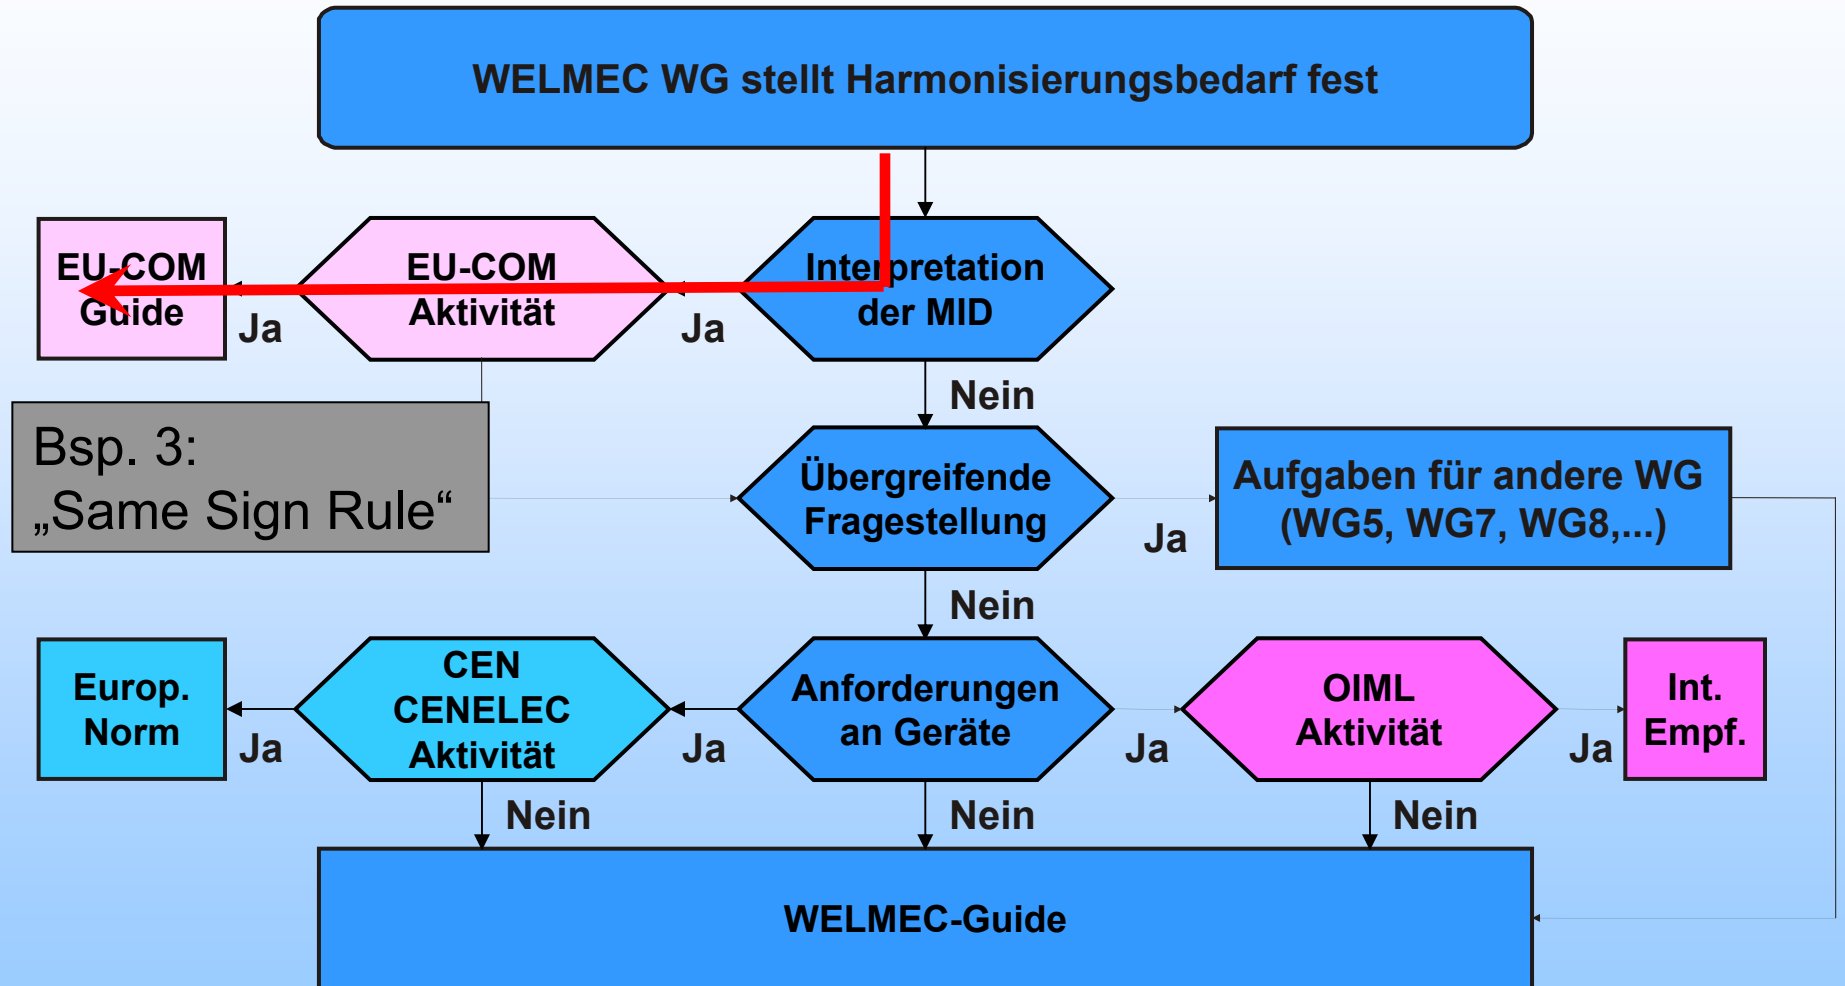 WELMEC WG stellt Harmonisierungsbedarf fest
EU-COM
Guide
Ja
EU-COM
Aktivität
Ja
Interpretation
der MID
Nein
Bsp. 3:
„Same Sign Rule“
Übergreifende
Fragestellung
Ja
Aufgaben für andere WG
(WG5, WG7, WG8,...)
Nein
Europ.
Norm
Ja
CEN
CENELEC
Aktivität
Ja
Anforderungen
an Geräte
Ja
OIML
Aktivität
Ja
Int.
Empf.
Nein
Nein
Nein
WELMEC-Guide